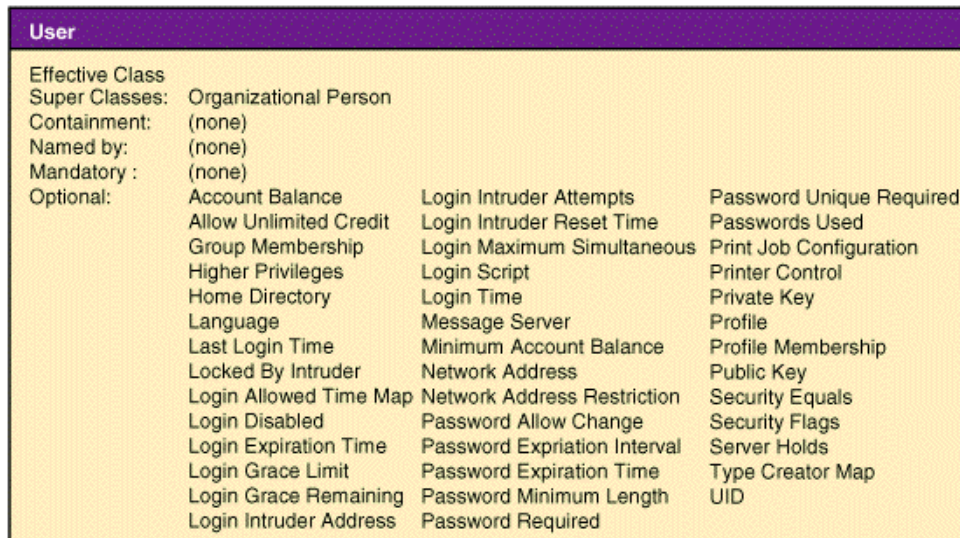 User
Effective Class
Super Classes: Organizational Person
Containment: (none)
Named by: (none)
Mandatory : (none)
Optional: Account Balance Login Intruder Attempts Password Unique Required
Allow Unlimited Credit Login Intruder Reset Time Passwords Used
Group Membership Login Maximum Simultaneous Print Job Configuration
Higher Privileges Login Script Printer Control
Home Directory Login Time Private Key
Language Message Server Profile
Last Login Time Minimum Account Balance Profile Membership
Locked By Intruder Network Address Public Key
Login Allowed Time Map Network Address Restriction Security Equals
Login Disabled Password Allow Change Security Flags
Login Expiration Time Password Expriation Interval Server Holds
Login Grace Limit Password Expiration Time Type Creator Map
Login Grace Remaining Password Minimum Length UID
Login Intruder Address Password Required